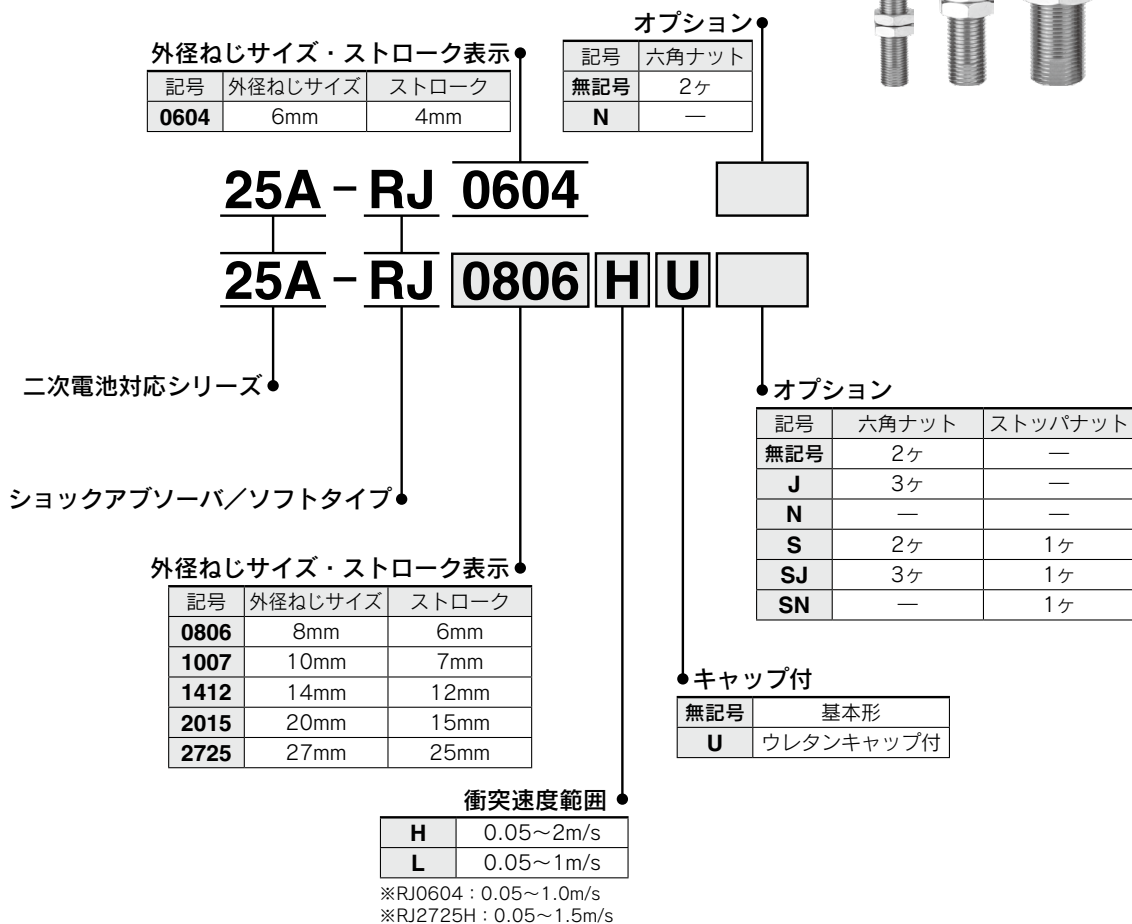 オプション
記号 六角ナット
無記号 2ケ
N —
外径ねじサイズ・ストローク表示
記号 外径ねじサイズ ストローク
0604 6mm 4mm
25A－RJ 0604
25A－RJ 0806 H U
二次電池対応シリーズ
ショックアブソーバ／ソフトタイプ
外径ねじサイズ・ストローク表示
記号 外径ねじサイズ ストローク
0806 8mm 6mm
1007 10mm 7mm
1412 14mm 12mm
2015 20mm 15mm
2725 27mm 25mm
衝突速度範囲
H 0.05～2m/s
L 0.05～1m/s
※RJ0604：0.05～1.0m/s
※RJ2725H：0.05～1.5m/s
キャップ付
無記号 基本形
U ウレタンキャップ付
オプション
記号 六角ナット ストッパナット
無記号 2ケ —
J 3ケ —
N — —
S 2ケ 1ケ
SJ 3ケ 1ケ
SN — 1ケ